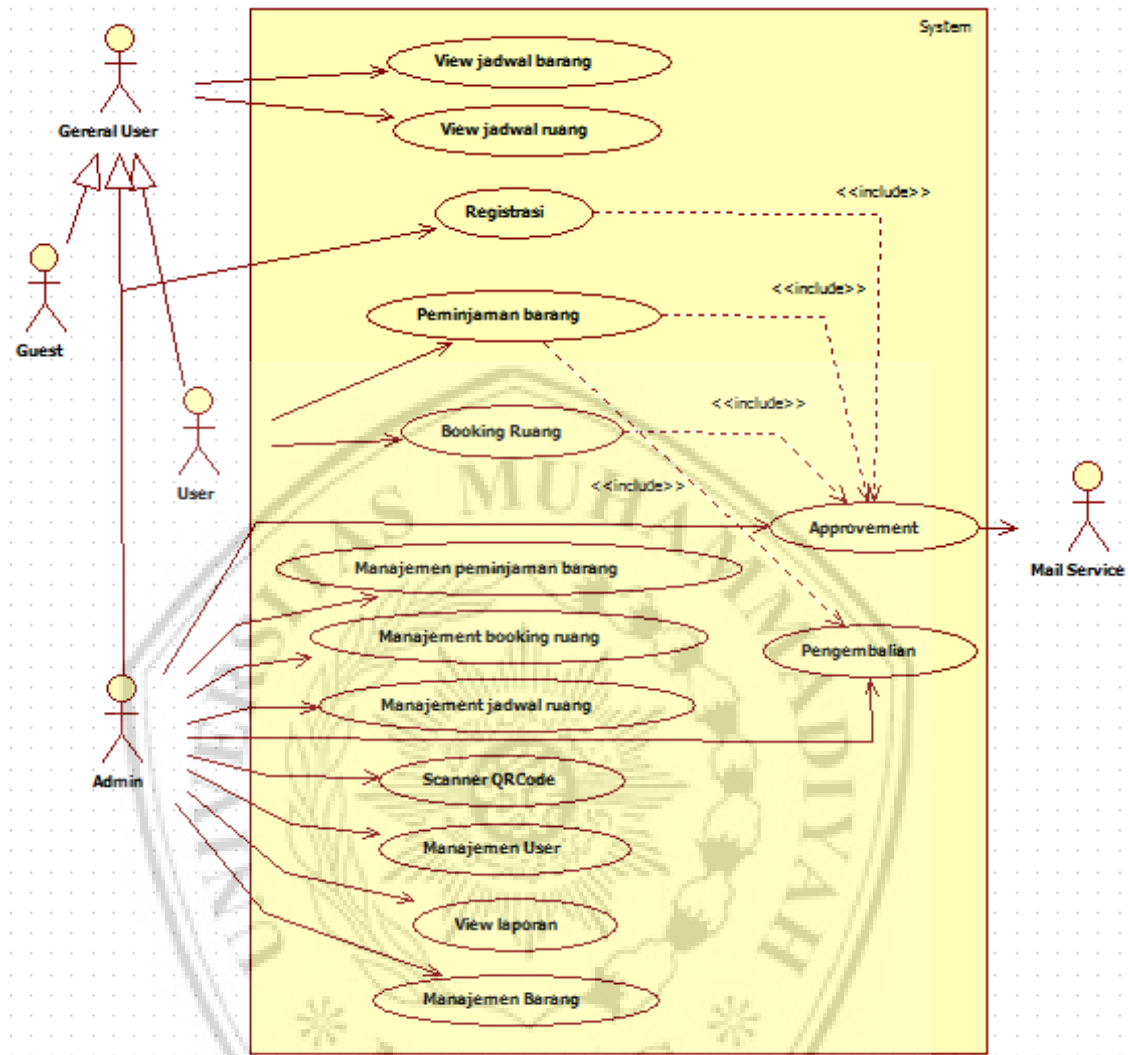 System
View jadwal barang
Gereral User
View jadwal ruang
<<include>>
Registrasi
<<include>>
Peminjaman barang
Guest
<<include>>
Booking Ruang
User
<<include>>
Approvement
Mail Service
Manajemen peminjaman barang
Manajement booking ruang
Pengembalian
Manajement jadwal ruang
Admin
Scanner QRCode
Manajemen User
View laporan
Manajemen Barang
UNIVERSITAS MUHAMMADIYAH